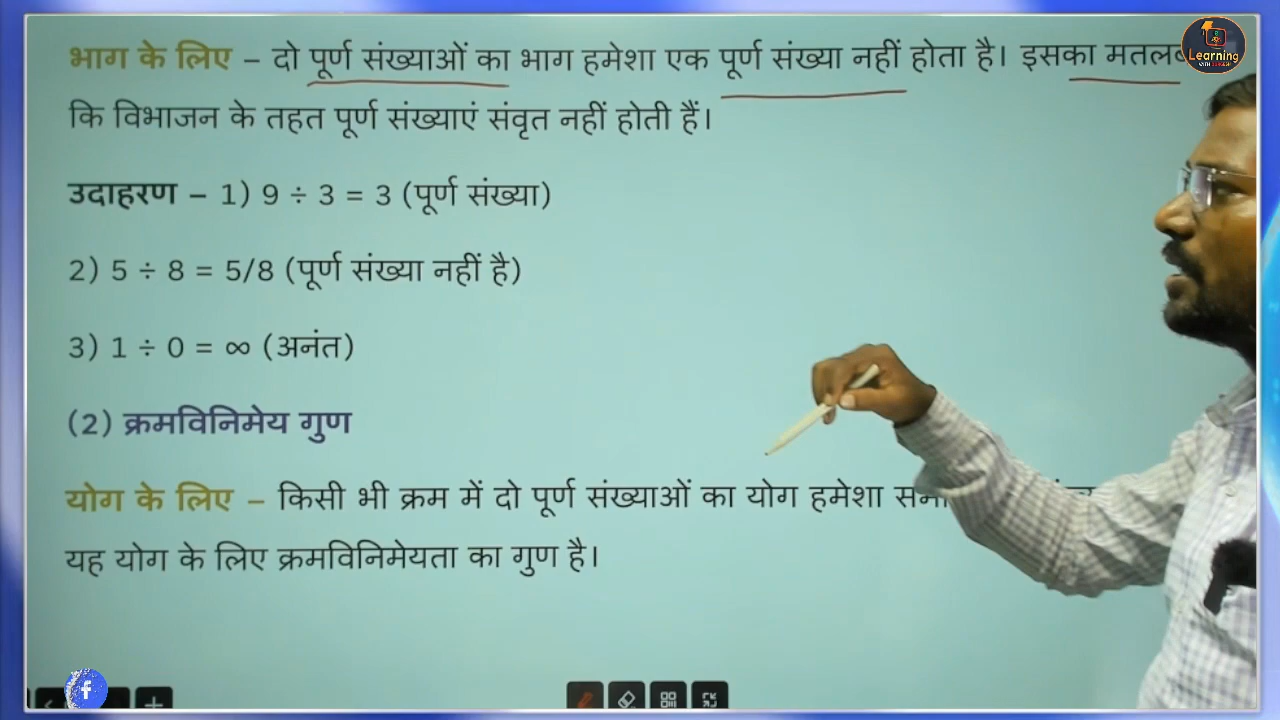 भाग के लिए – दो पूर्ण संख्याओं का भाग हमेशा एक पूर्ण संख्या नहीं होता है। इसका
कि विभाजन के तहत पूर्ण संख्याएं संवृत नहीं होती हैं।
उदाहरण – 1) 9 ÷ 3 = 3 (पूर्ण संख्या)
2) 5 ÷ 8 = 5/8 (पूर्ण संख्या नहीं है)
3) 1 ÷ 0 = ∞ (अनंत)
(2) क्रमविनिमेय गुण
योग के लिए – किसी भी क्रम में दो पूर्ण संख्याओं का योग हमेशा
यह योग के लिए क्रमविनिमेयता का गुण है।
Learning